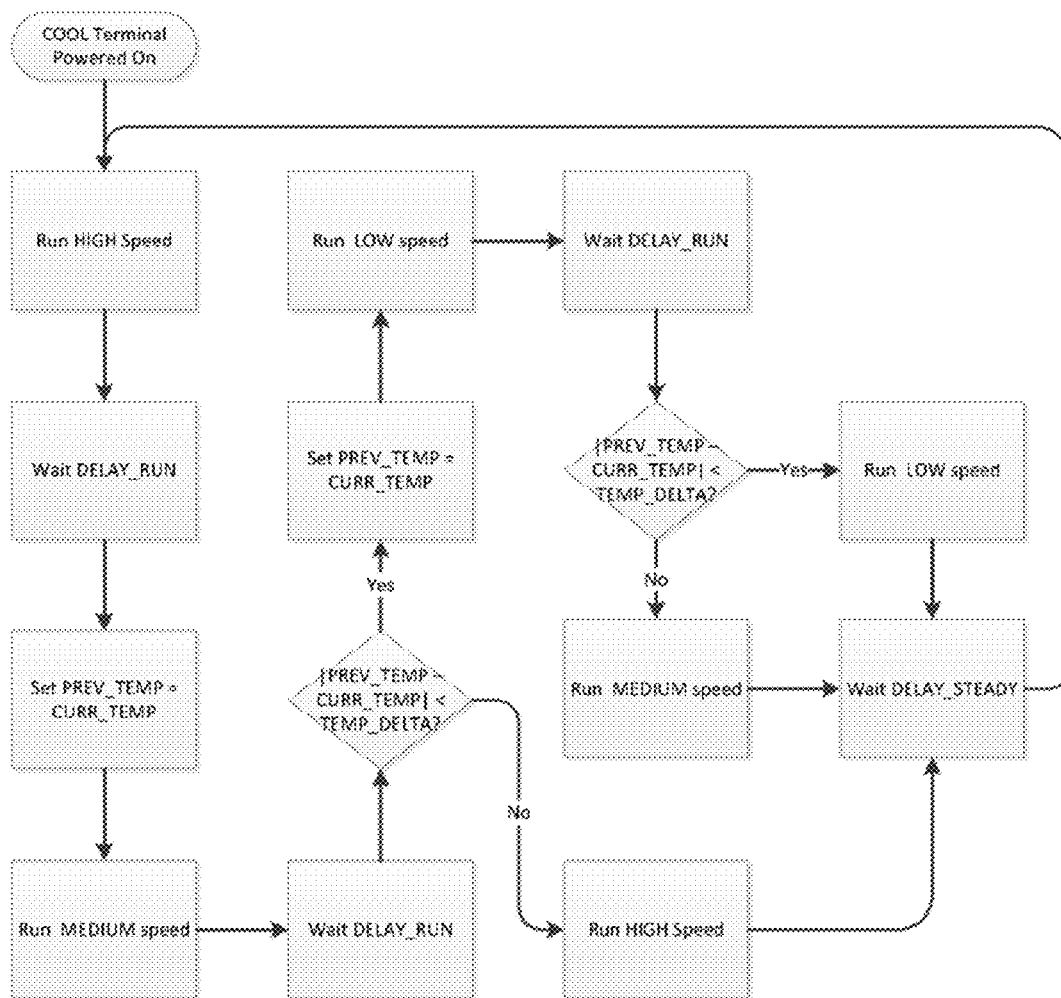 COOL Terminal
Powered On
Run HIGH Speed
Wait DELAY_RUN
Set PREV_TEMP =
CURR_TEMP
Run MEDIUM speed
Wait DELAY_RUN
|PREV_TEMP –
CURR_TEMP| <
TEMP_DELTA?
Yes
No
Set PREV_TEMP =
CURR_TEMP
Run LOW speed
Wait DELAY_RUN
|PREV_TEMP –
CURR_TEMP| <
TEMP_DELTA?
Yes
No
Run LOW speed
Run MEDIUM speed
Wait DELAY_STEADY
Run HIGH Speed